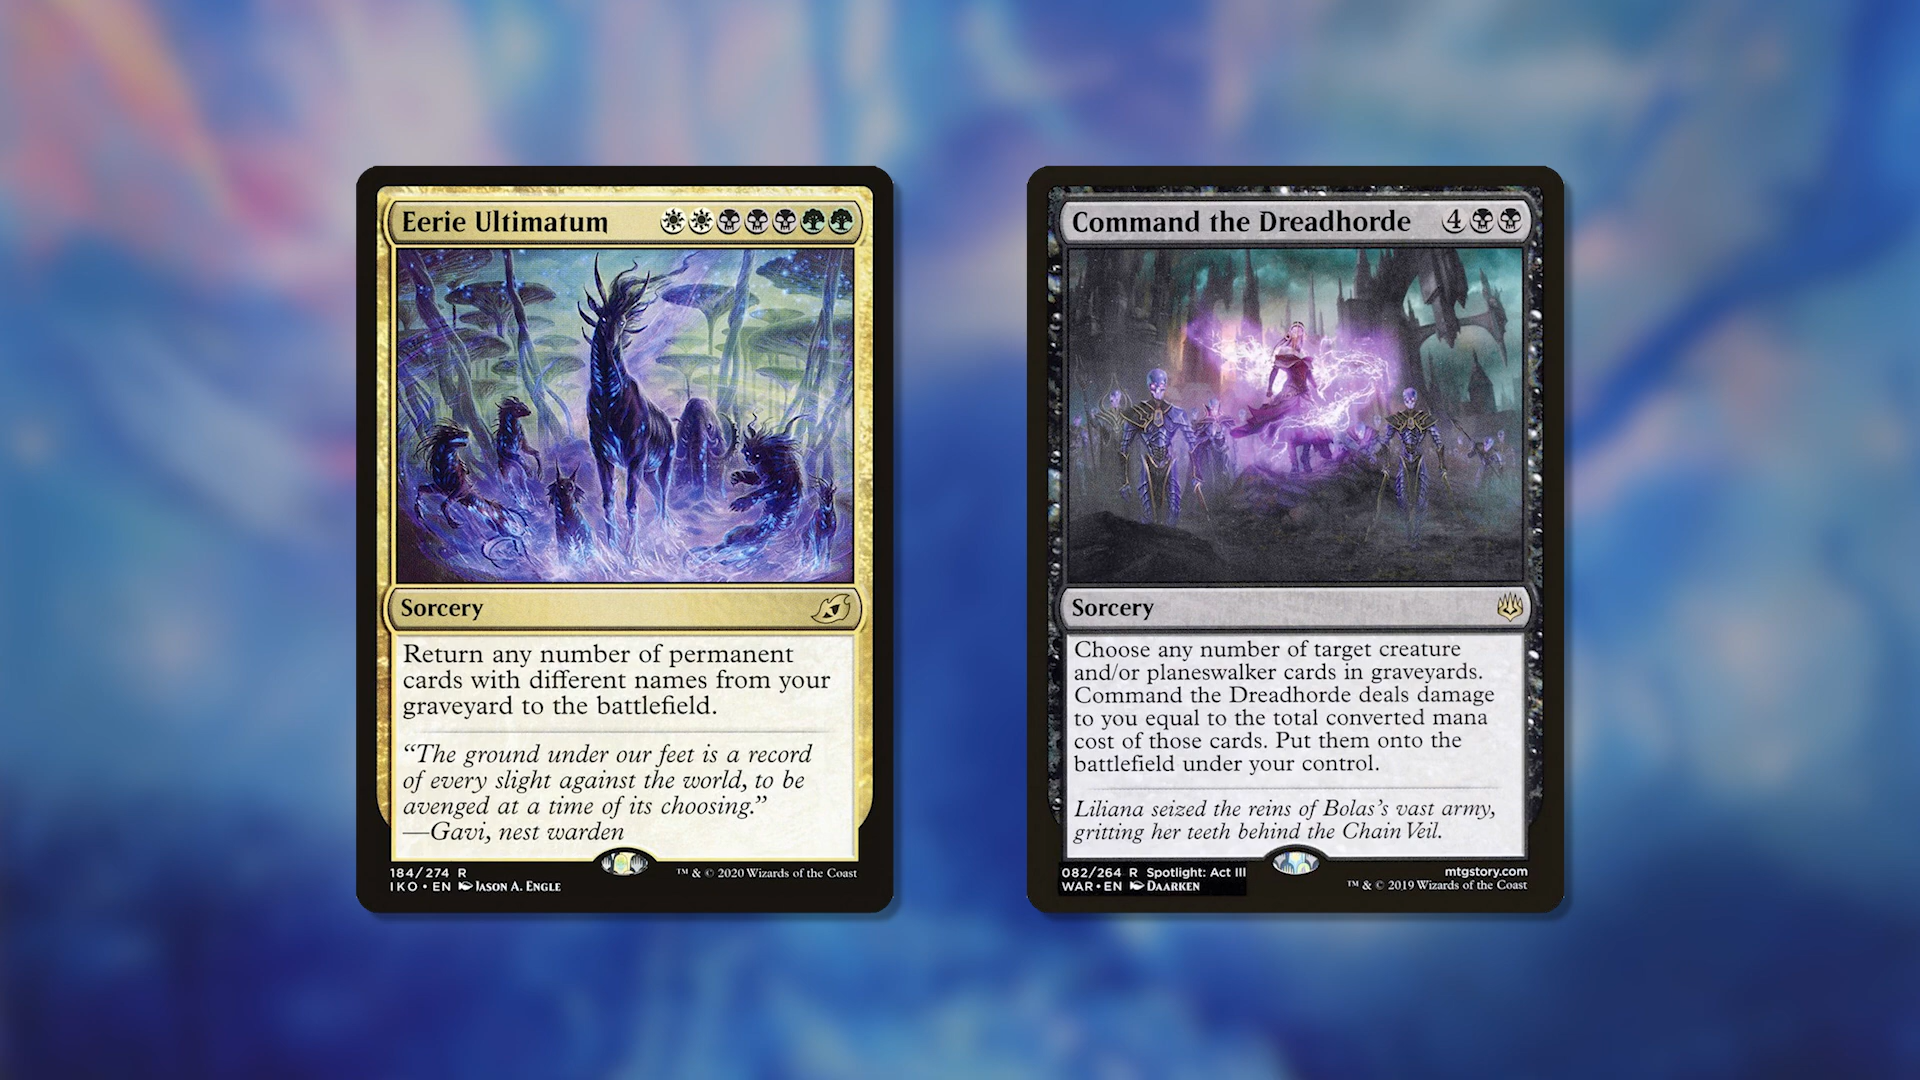 Eerie Ultimatum
Sorcery
Return any number of permanent
cards with different names from your
graveyard to the battlefield.
“The ground under our feet is a record
of every slight against the world, to be
avenged at a time of its choosing.”
—Gavi, nest warden
184/274 R
IKO • EN Jason A. Engle
™ & © 2020 Wizards of the Coast
Command the Dreadhorde 4
Sorcery
Choose any number of target creature
and/or planeswalker cards in graveyards.
Command the Dreadhorde deals damage
to you equal to the total converted mana
cost of those cards. Put them onto the
battlefield under your control.
Liliana seized the reins of Bolas’s vast army,
gritting her teeth behind the Chain Veil.
082/264 R Spotlight: Act III
WAR • EN Daarken
mtgstory.com
™ & © 2019 Wizards of the Coast